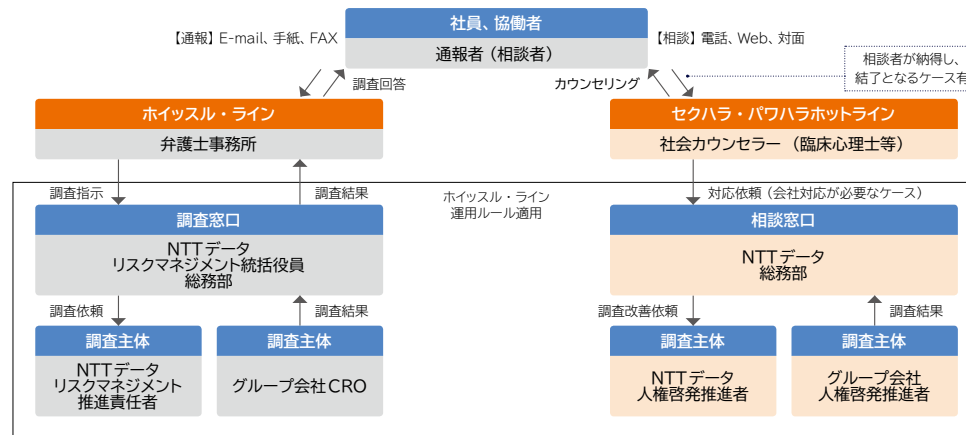 社員、協働者
【通報】E-mail、手紙、FAX
通報者（相談者）
【相談】電話、Web、対面
相談者が納得し、
結了となるケース有
調査回答
カウンセリング
ホイッスル・ライン
弁護士事務所
セクハラ・パワハラホットライン
社会カウンセラー（臨床心理士等）
調査指示
調査結果
ホイッスル・ライン
運用ルール適用
対応依頼（会社対応が必要なケース）
調査窓口
NTTデータ
リスクマネジメント統括役員
総務部
相談窓口
NTTデータ
総務部
調査依頼
調査結果
調査改善依頼
調査結果
調査主体
NTTデータ
リスクマネジメント
推進責任者
調査主体
グループ会社CRO
調査主体
NTTデータ
人権啓発推進者
調査主体
グループ会社
人権啓発推進者